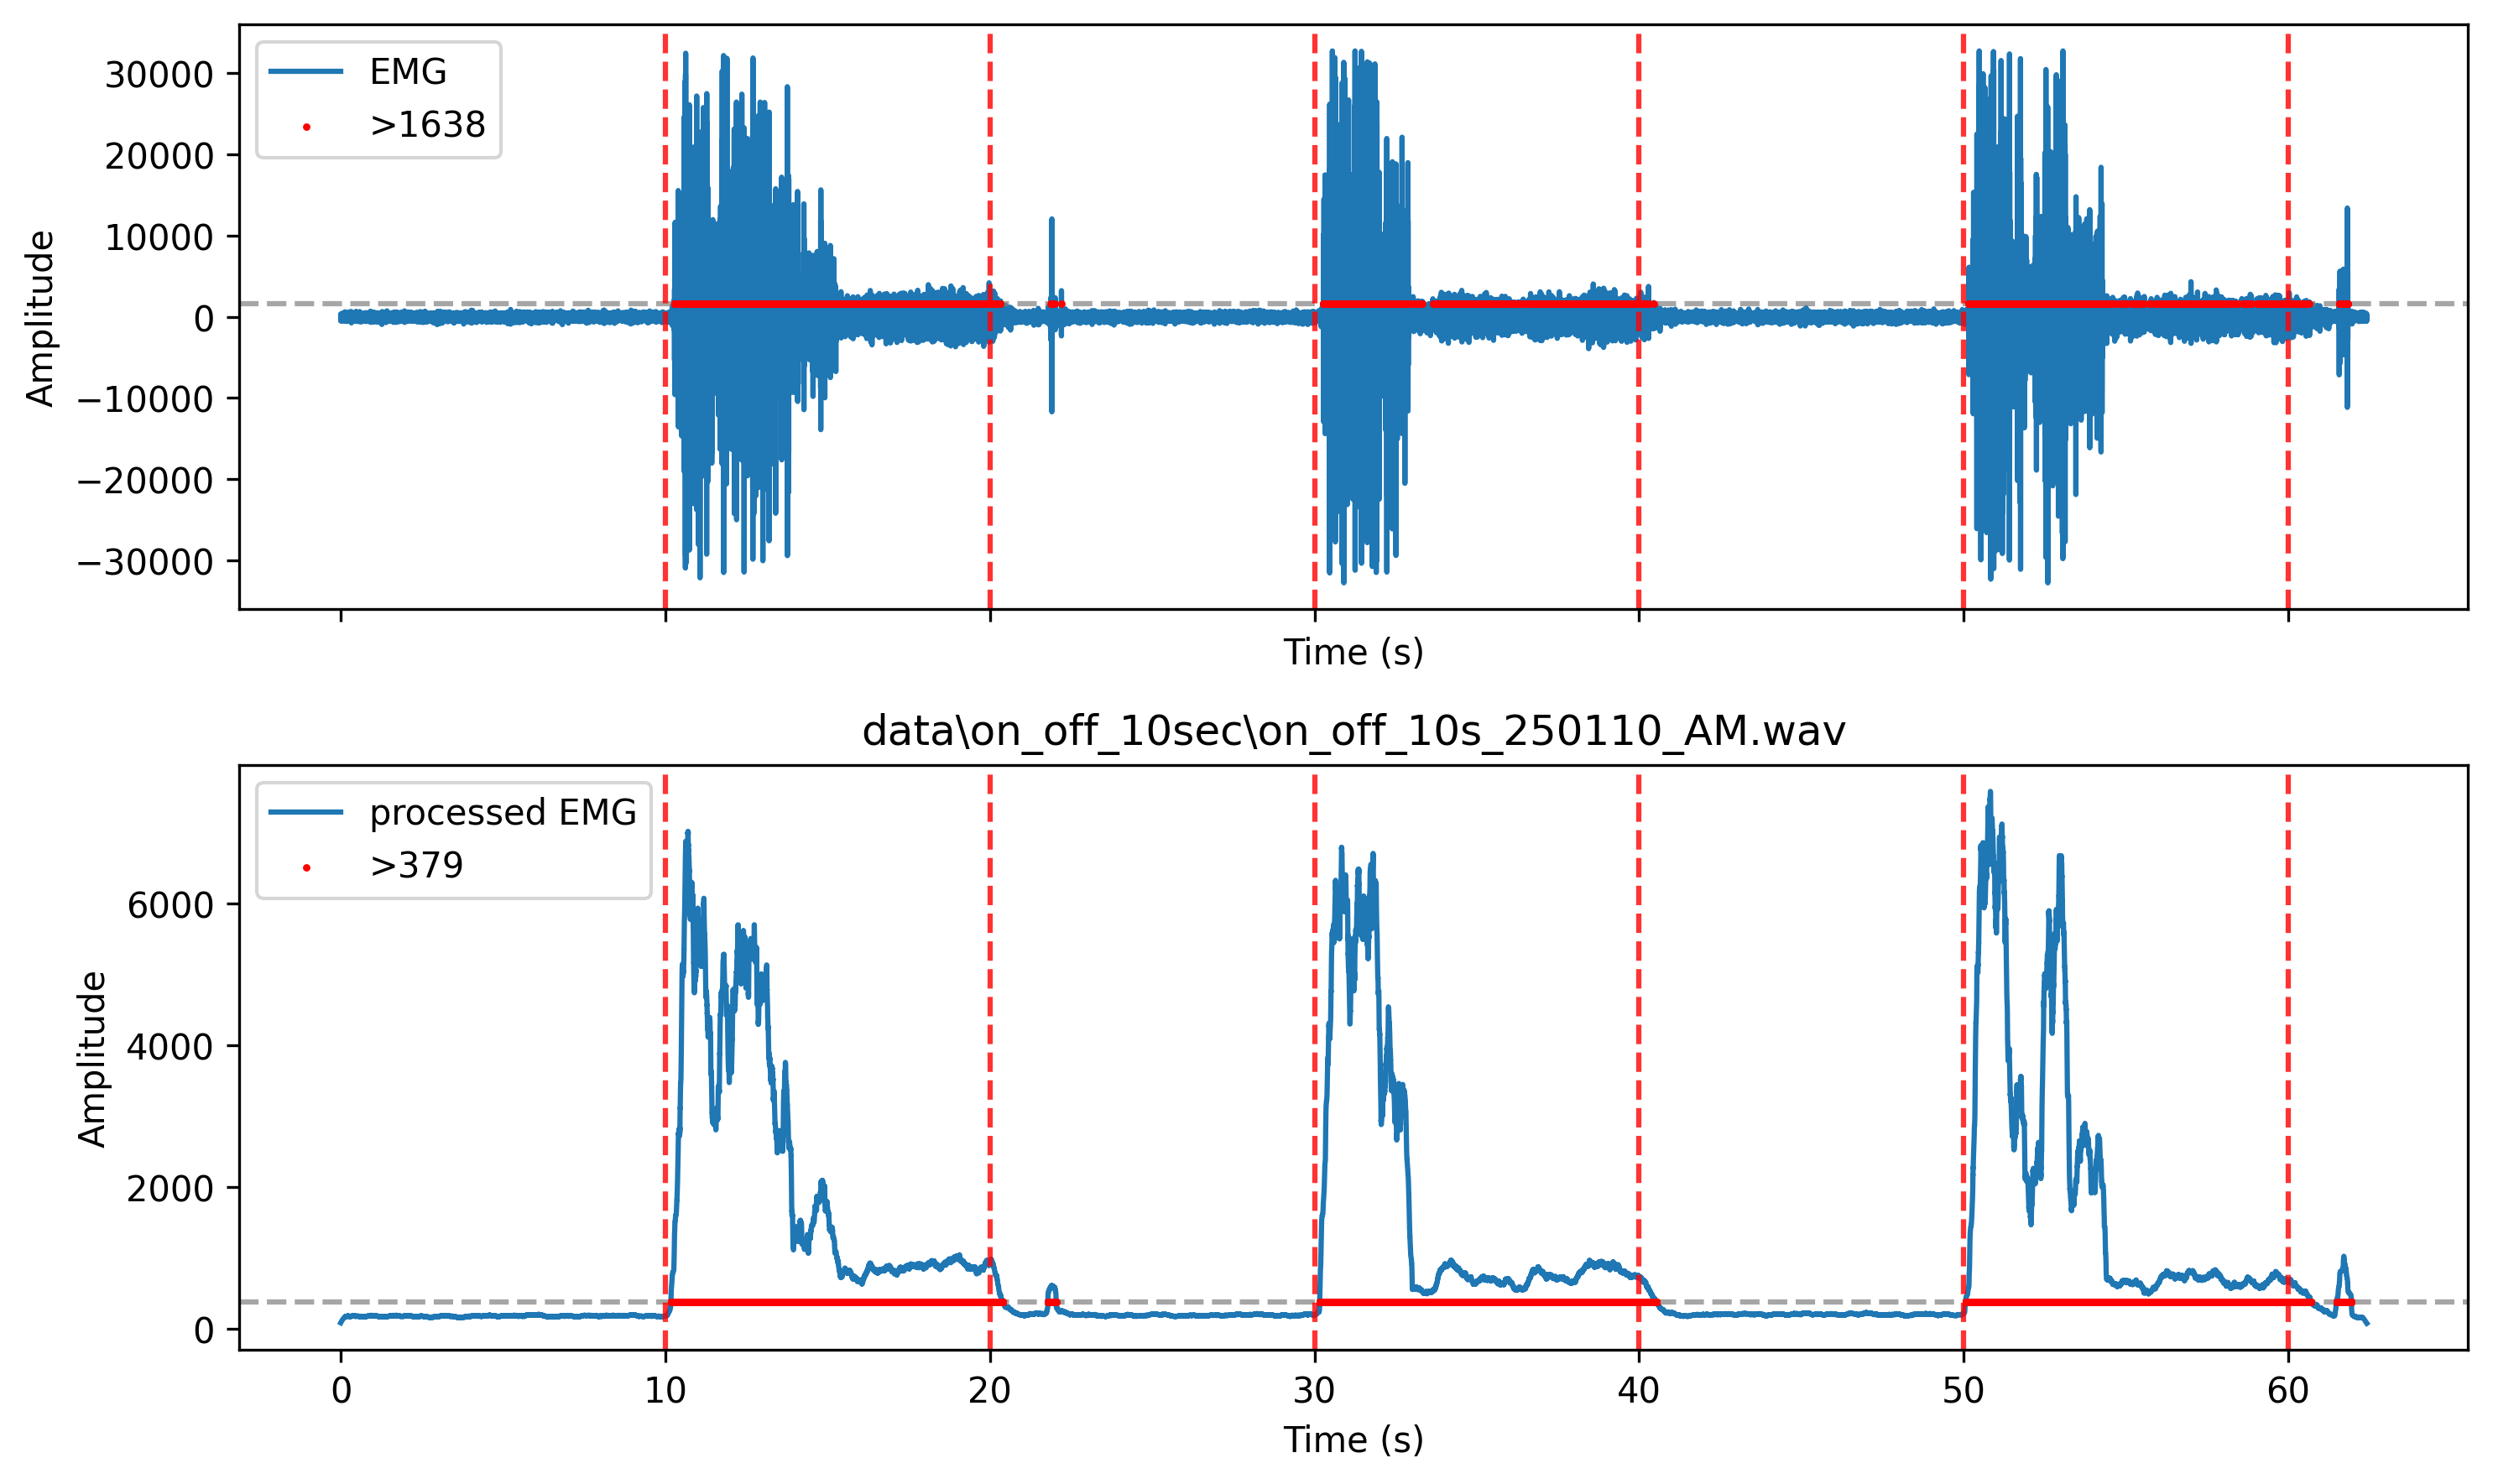 EMG
>1638
30000
20000
10000
0
−10000
−20000
−30000
Amplitude
Time (s)
data\on_off_10sec\on_off_10s_250110_AM.wav
processed EMG
>379
6000
4000
2000
0
Amplitude
0 10 20 30 40 50 60
Time (s)